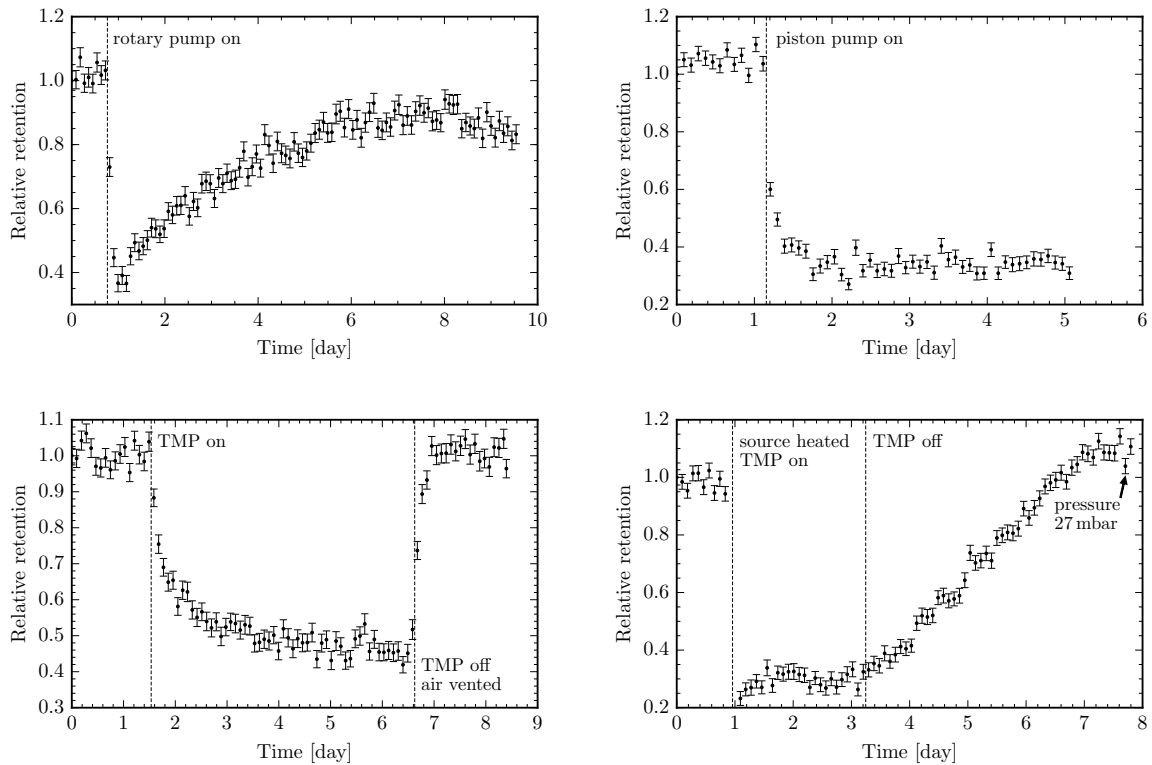 1.2
1.0
0.8
0.6
0.4
Relative retention
rotary pump on
0 2 4 6 8 10
Time [day]
1.2
1.0
0.8
0.6
0.4
0.2
Relative retention
piston pump on
0 1 2 3 4 5 6
Time [day]
1.1
1.0
0.9
0.8
0.7
0.6
0.5
0.4
0.3
Relative retention
TMP on
TMP off
air vented
0 1 2 3 4 5 6 7 8 9
Time [day]
1.2
1.0
0.8
0.6
0.4
0.2
Relative retention
source heated
TMP on
TMP off
pressure
27 mbar
0 1 2 3 4 5 6 7 8
Time [day]